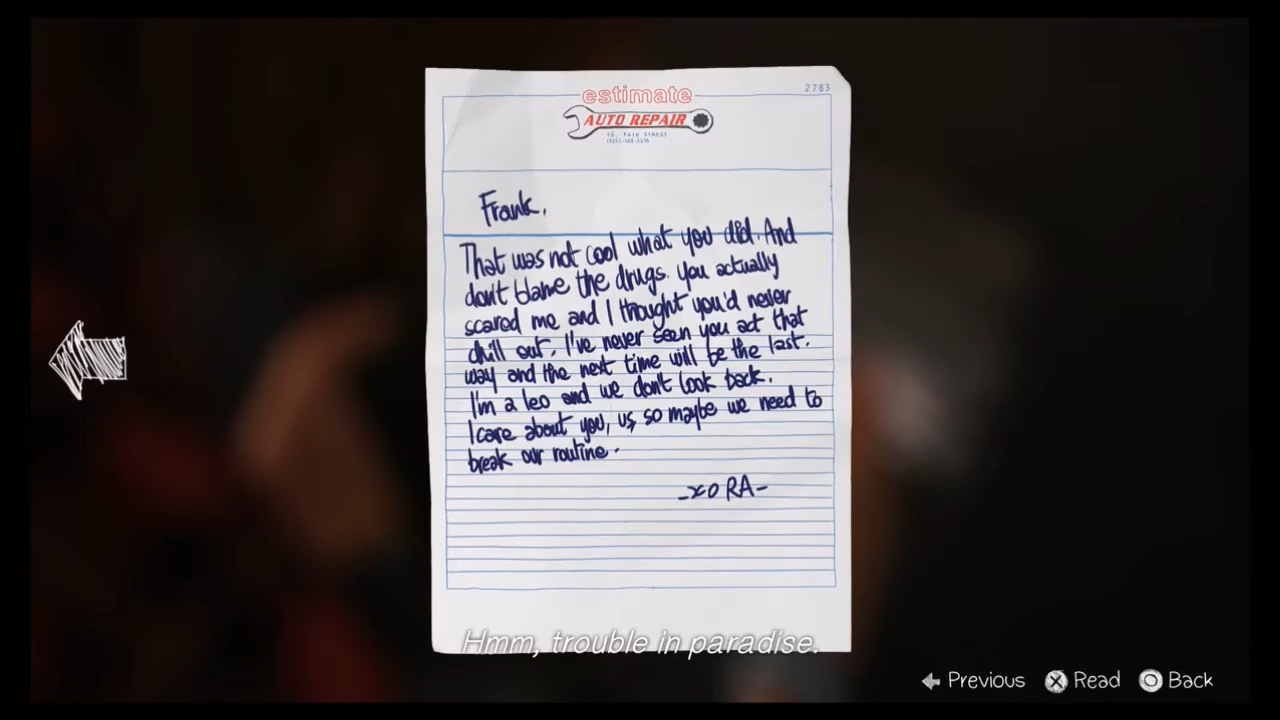 2783
estimate
AUTO REPAIR
Frank,
That was not cool what you did. And
don't blame the drugs. You actually
scared me and I thought you'd never
chill out. I've never seen you act that
way and the next time will be the last.
I'm a leo and we don't look back.
I care about you, us, so maybe we need to
break our routine.
-xo RA-
Hmm, trouble in paradise.
Previous Read Back